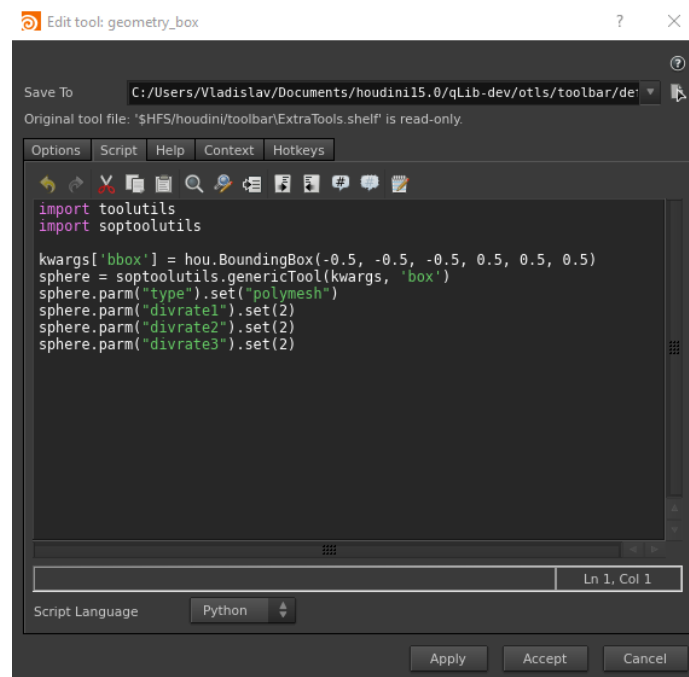 Edit tool: geometry_box
Save To C:/Users/Vladislav/Documents/houdini15.0/qLib-dev/otls/toolbar/de
Original tool file: '$HFS/houdini/toolbar\ExtraTools.shelf' is read-only.
Options Script Help Context Hotkeys
import toolutils
import soptoolutils
kwargs['bbox'] = hou.BoundingBox(-0.5, -0.5, -0.5, 0.5, 0.5, 0.5)
sphere = soptoolutils.genericTool(kwargs, 'box')
sphere.parm("type").set("polymesh")
sphere.parm("divrate1").set(2)
sphere.parm("divrate2").set(2)
sphere.parm("divrate3").set(2)
Ln 1, Col 1
Script Language Python
Apply Accept Cancel